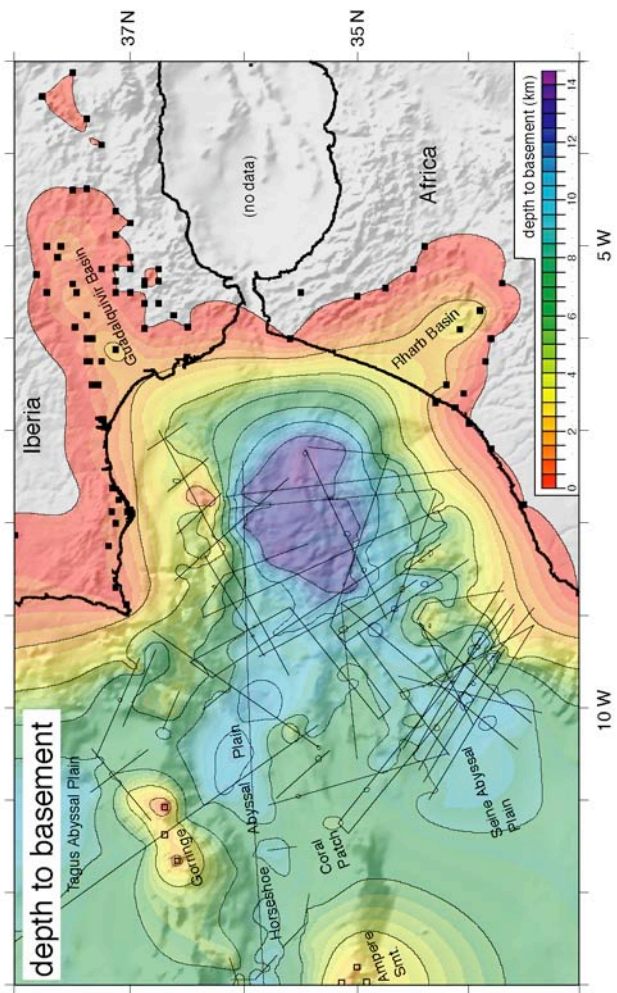 depth to basement
37 N
35 N
5 W
10 W
Iberia
Africa
(no data)
Guadalquivir Basin
Rharb Basin
Tagus Abyssal Plain
Gorringe
Horseshoe
Abyssal
Plain
Coral
Patch
Ampere
Smt.
Seine Abyssal
Plain
depth to basement (km)
0 2 4 6 8 10 12 14